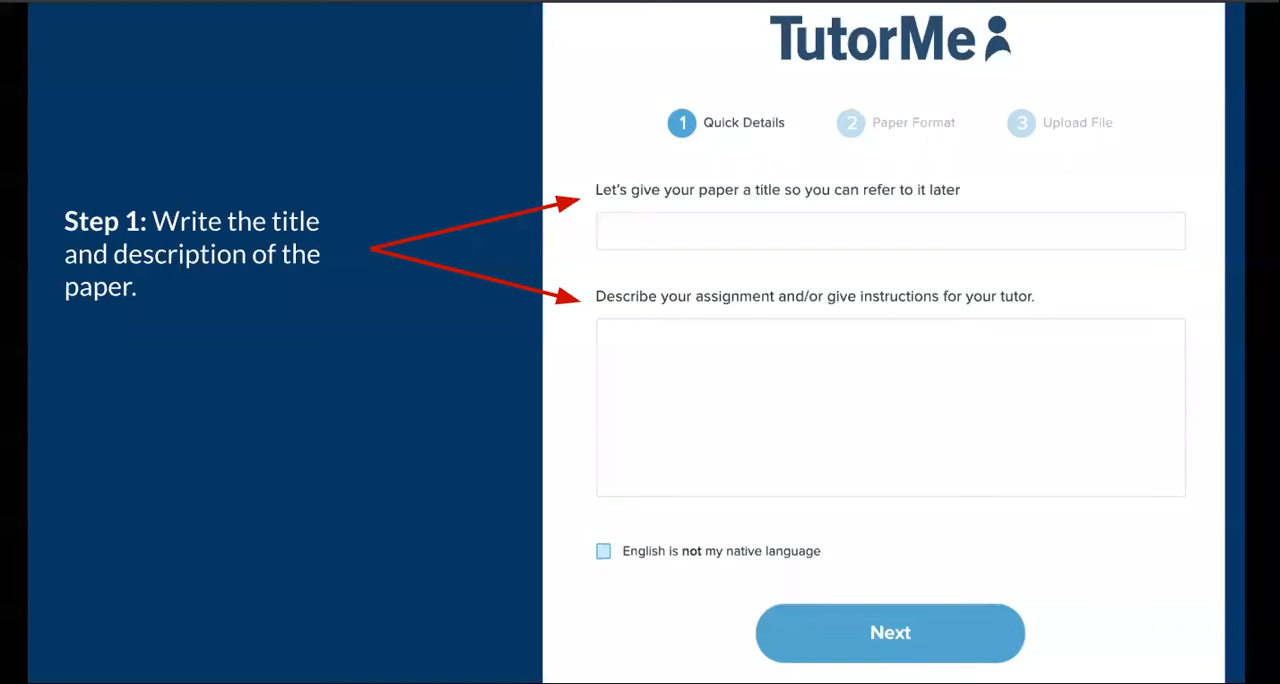 TutorMe
1 Quick Details 2 Paper Format 3 Upload File
Let's give your paper a title so you can refer to it later
Step 1: Write the title
and description of the
paper.
Describe your assignment and/or give instructions for your tutor.
English is not my native language
Next